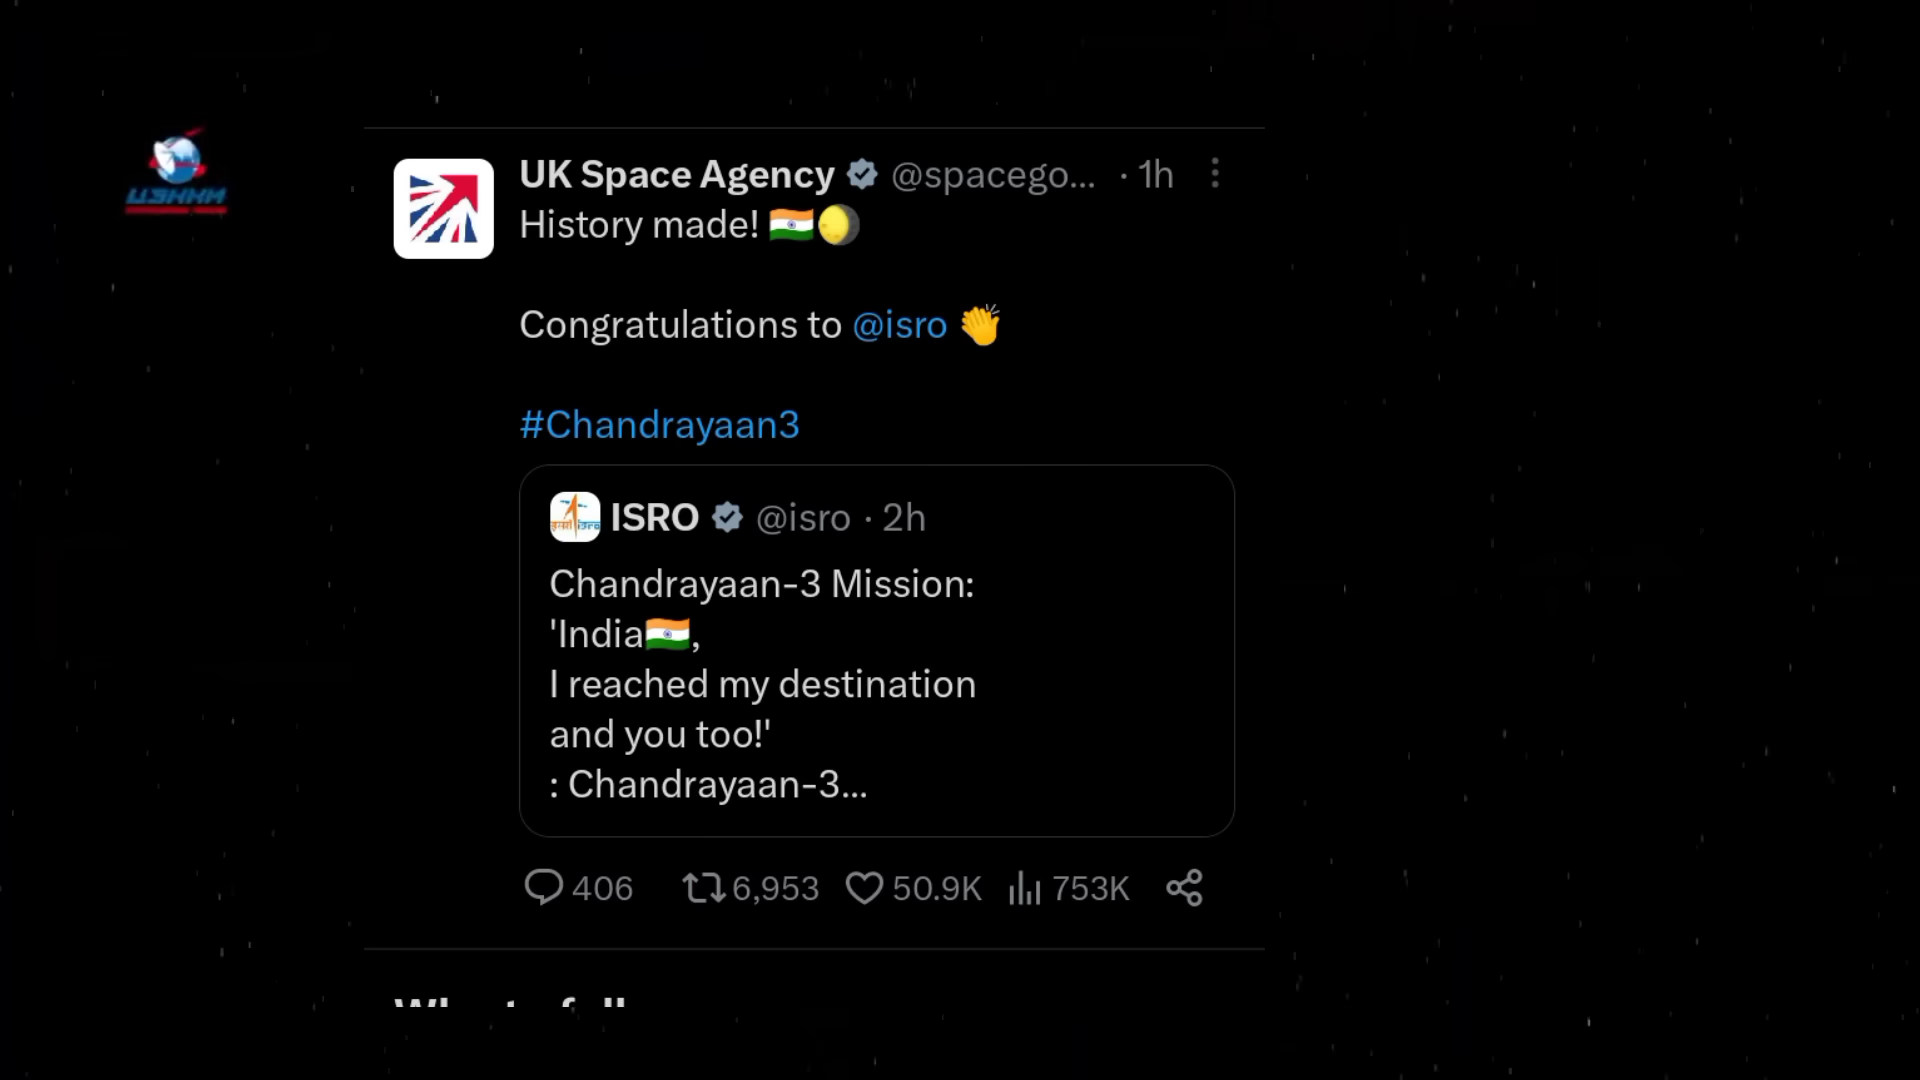 USHHM
UK Space Agency @spacego... · 1h
History made! 🇮🇳🌖
Congratulations to @isro 👏
#Chandrayaan3
ISRO @isro · 2h
Chandrayaan-3 Mission:
'India🇮🇳,
I reached my destination
and you too!'
: Chandrayaan-3...
406 6,953 50.9K 753K